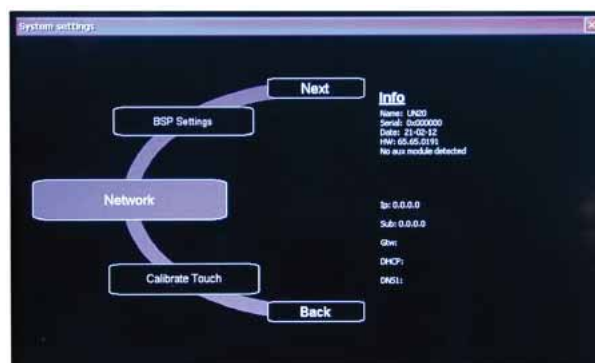 System settings
Next
BSP Settings
Network
Calibrate Touch
Back
Info
Name: UN20
Serial: 0x000000
Date: 21-02-12
HW: 65.65.0191
No aux module detected
Ip: 0.0.0.0
Sub: 0.0.0.0
Gtw:
DHCP:
DNS1: